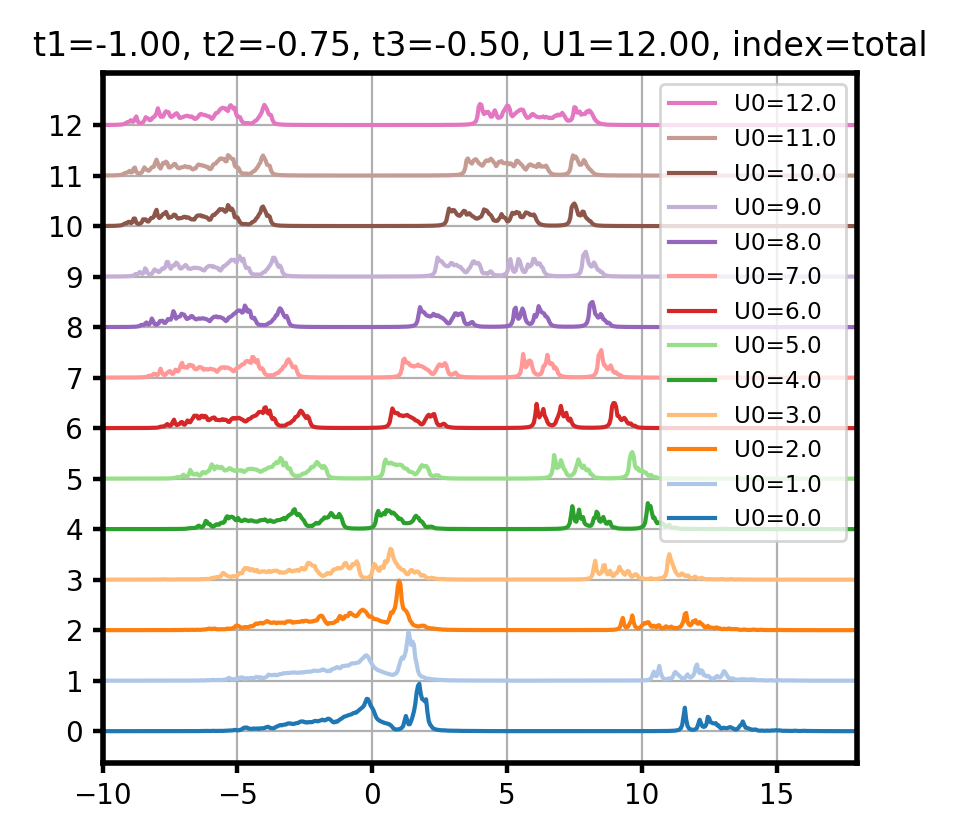 t1=-1.00, t2=-0.75, t3=-0.50, U1=12.00, index=total
U0=12.0
U0=11.0
U0=10.0
U0=9.0
U0=8.0
U0=7.0
U0=6.0
U0=5.0
U0=4.0
U0=3.0
U0=2.0
U0=1.0
U0=0.0
12
11
10
9
8
7
6
5
4
3
2
1
0
−10
−5
0
5
10
15